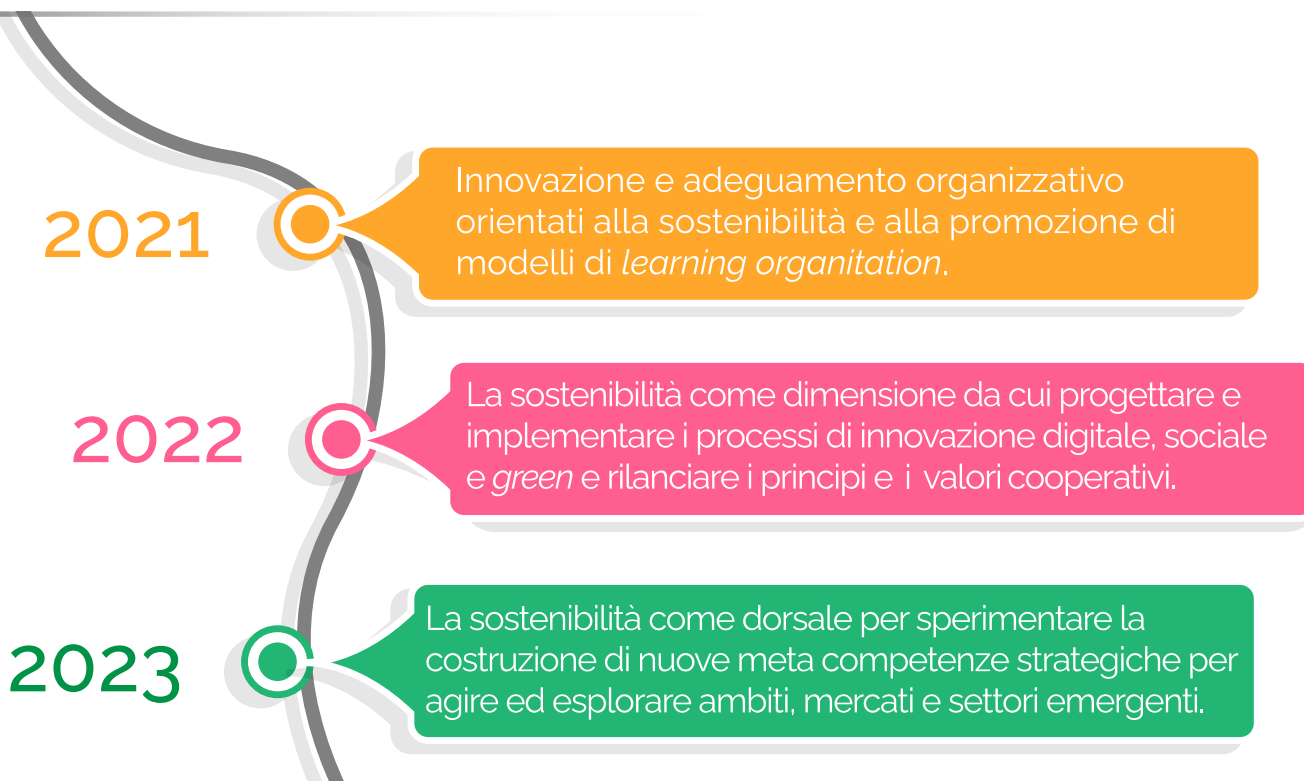 2021
Innovazione e adeguamento organizzativo
orientati alla sostenibilità e alla promozione di
modelli di learning organitation.
2022
La sostenibilità come dimensione da cui progettare e
implementare i processi di innovazione digitale, sociale
e green e rilanciare i principi e i valori cooperativi.
2023
La sostenibilità come dorsale per sperimentare la
costruzione di nuove meta competenze strategiche per
agire ed esplorare ambiti, mercati e settori emergenti.